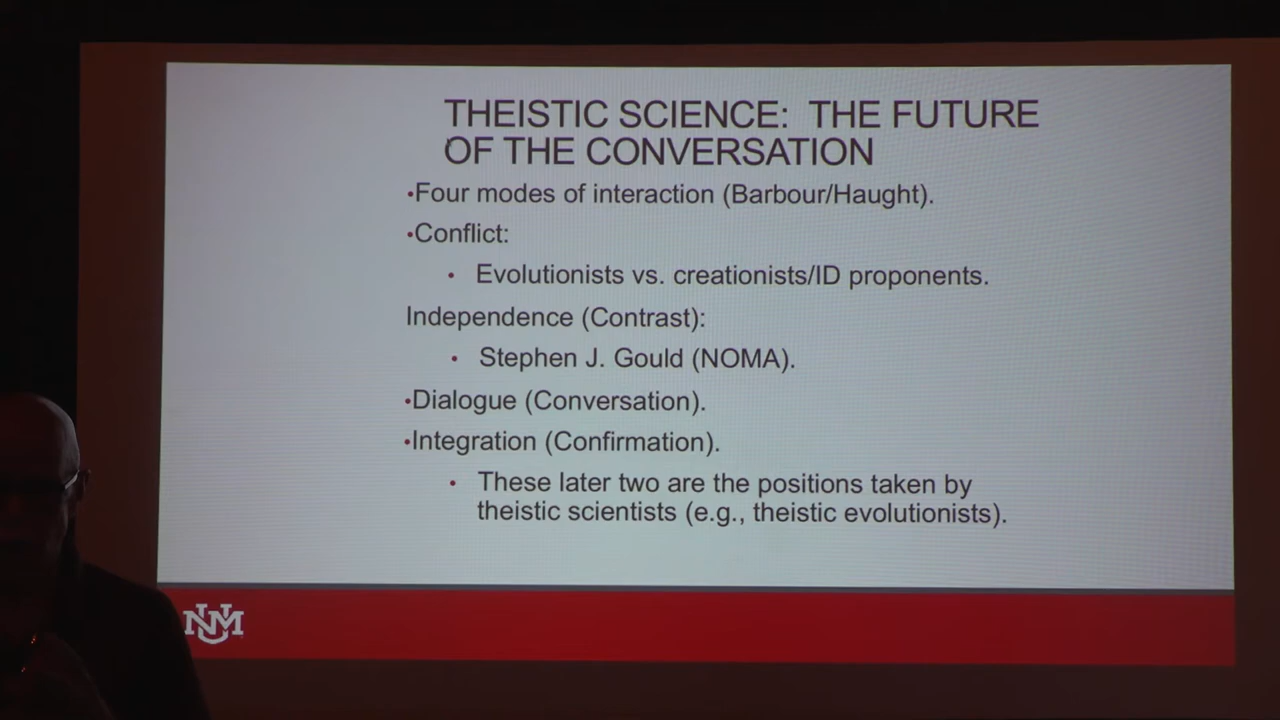 THEISTIC SCIENCE: THE FUTURE
OF THE CONVERSATION
•Four modes of interaction (Barbour/Haught).
•Conflict:
• Evolutionists vs. creationists/ID proponents.
Independence (Contrast):
• Stephen J. Gould (NOMA).
•Dialogue (Conversation).
•Integration (Confirmation).
• These later two are the positions taken by
theistic scientists (e.g., theistic evolutionists).
UNM